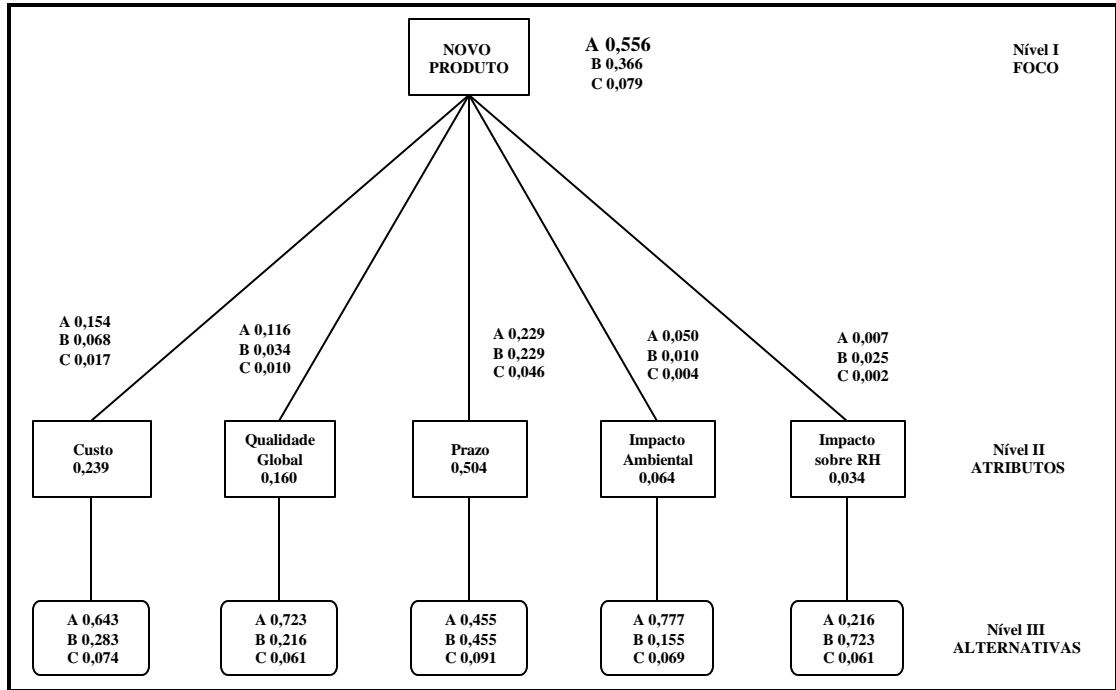 NOVO
PRODUTO
A 0,556
B 0,366
C 0,079
Nível I
FOCO
A 0,154
B 0,068
C 0,017
A 0,116
B 0,034
C 0,010
A 0,229
B 0,229
C 0,046
A 0,050
B 0,010
C 0,004
A 0,007
B 0,025
C 0,002
Custo
0,239
Qualidade
Global
0,160
Prazo
0,504
Impacto
Ambiental
0,064
Impacto
sobre RH
0,034
Nível II
ATRIBUTOS
A 0,643
B 0,283
C 0,074
A 0,723
B 0,216
C 0,061
A 0,455
B 0,455
C 0,091
A 0,777
B 0,155
C 0,069
A 0,216
B 0,723
C 0,061
Nível III
ALTERNATIVAS